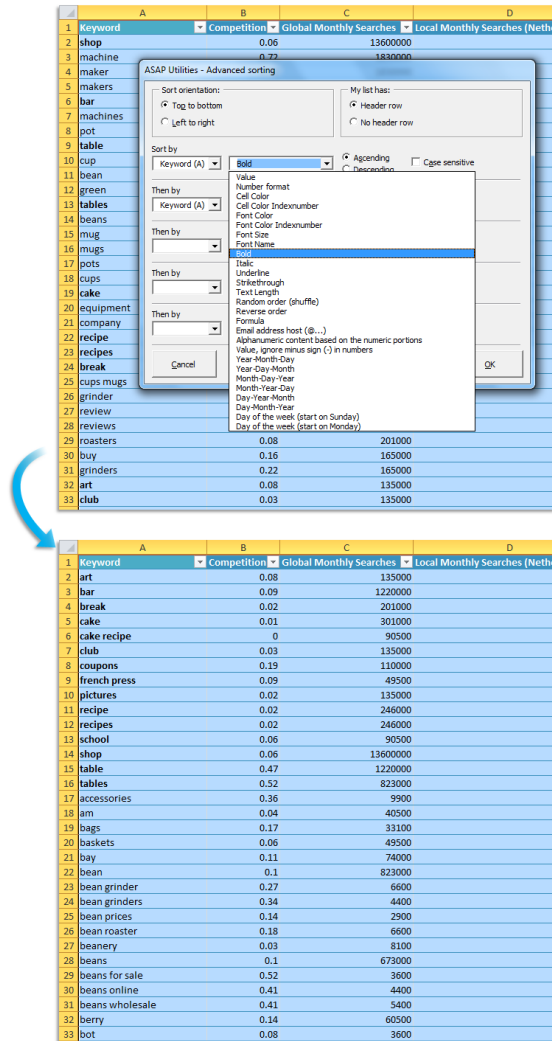 A B C D
1 Keyword Competition Global Monthly Searches Local Monthly Searches (Neth
2 shop 0.06 13600000
3 machine 0.72 1830000
4 maker
5 makers
6 bar
7 machines
8 pot
9 table
10 cup
11 bean
12 green
13 tables
14 beans
15 mug
16 mugs
17 pots
18 cups
19 cake
20 equipment
21 company
22 recipe
23 recipes
24 break
25 cups mugs
26 grinder
27 review
28 reviews
29 roasters 0.08 201000
30 buy 0.16 165000
31 grinders 0.22 165000
32 art 0.08 135000
33 club 0.03 135000
ASAP Utilities - Advanced sorting
Sort orientation:
Top to bottom
Left to right
My list has:
Header row
No header row
Sort by
Keyword (A) Bold Ascending Case sensitive
Descending
Then by
Keyword (A)
Then by
Then by
Then by
Cancel OK
Value
Number format
Cell Color
Cell Color Indexnumber
Font Color
Font Color Indexnumber
Font Size
Font Name
Bold
Italic
Underline
Strikethrough
Text Length
Random order (shuffle)
Reverse order
Formula
Email address host (@...)
Alphanumeric content based on the numeric portions
Value, ignore minus sign (-) in numbers
Year-Month-Day
Year-Day-Month
Month-Day-Year
Month-Year-Day
Day-Year-Month
Day-Month-Year
Day of the week (start on Sunday)
Day of the week (start on Monday)
A B C D
1 Keyword Competition Global Monthly Searches Local Monthly Searches (Neth
2 art 0.08 135000
3 bar 0.09 1220000
4 break 0.02 201000
5 cake 0.01 301000
6 cake recipe 0 90500
7 club 0.03 135000
8 coupons 0.19 110000
9 french press 0.09 49500
10 pictures 0.02 135000
11 recipe 0.02 246000
12 recipes 0.02 246000
13 school 0.06 90500
14 shop 0.06 13600000
15 table 0.47 1220000
16 tables 0.52 823000
17 accessories 0.36 9900
18 am 0.04 40500
19 bags 0.17 33100
20 baskets 0.06 49500
21 bay 0.11 74000
22 bean 0.1 823000
23 bean grinder 0.27 6600
24 bean grinders 0.34 4400
25 bean prices 0.14 2900
26 bean roaster 0.18 6600
27 beanery 0.03 8100
28 beans 0.1 673000
29 beans for sale 0.52 3600
30 beans online 0.41 4400
31 beans wholesale 0.41 5400
32 berry 0.14 60500
33 bot 0.08 3600